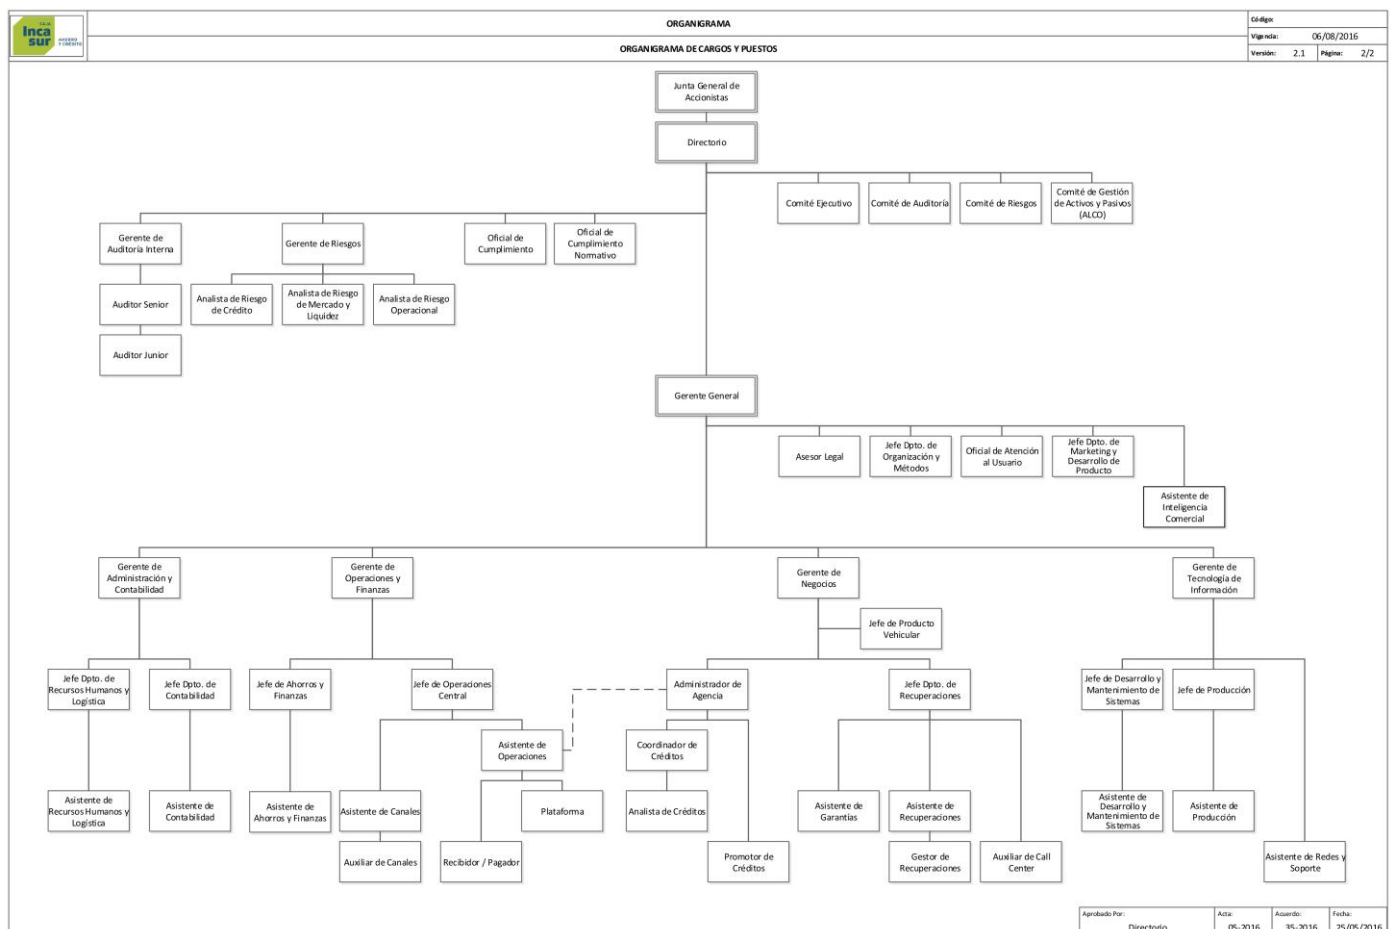 CAJA
Inca
sur
AHORRO
Y CRÉDITO
ORGANIGRAMA
ORGANIGRAMA DE CARGOS Y PUESTOS
Código:
Vigencia: 06/08/2016
Versión: 2.1 Página: 2/2
Junta General de
Accionistas
Directorio
Comité Ejecutivo
Comité de Auditoría
Comité de Riesgos
Comité de Gestión
de Activos y Pasivos
(ALCO)
Gerente de
Auditoría Interna
Gerente de Riesgos
Oficial de
Cumplimiento
Oficial de
Cumplimiento
Normativo
Auditor Senior
Analista de Riesgo
de Crédito
Analista de Riesgo
de Mercado y
Liquidez
Analista de Riesgo
Operacional
Auditor Junior
Gerente General
Asesor Legal
Jefe Dpto. de
Organización y
Métodos
Oficial de Atención
al Usuario
Jefe Dpto. de
Marketing y
Desarrollo de
Producto
Asistente de
Inteligencia
Comercial
Gerente de
Administración y
Contabilidad
Gerente de
Operaciones y
Finanzas
Gerente de
Negocios
Gerente de
Tecnología de
Información
Jefe de Producto
Vehicular
Jefe Dpto. de
Recursos Humanos y
Logística
Jefe Dpto. de
Contabilidad
Jefe de Ahorros y
Finanzas
Jefe de Operaciones
Central
Administrador de
Agencia
Jefe Dpto. de
Recuperaciones
Jefe de Desarrollo y
Mantenimiento de
Sistemas
Jefe de Producción
Asistente de
Operaciones
Coordinador de
Créditos
Asistente de
Recursos Humanos y
Logística
Asistente de
Contabilidad
Asistente de
Ahorros y Finanzas
Asistente de Canales
Plataforma
Analista de Créditos
Asistente de
Garantías
Asistente de
Recuperaciones
Asistente de
Desarrollo y
Mantenimiento de
Sistemas
Asistente de
Producción
Auxiliar de Canales
Recibidor / Pagador
Promotor de
Créditos
Gestor de
Recuperaciones
Auxiliar de Call
Center
Asistente de Redes y
Soporte
Aprobado Por: Acta: Acuerdo: Fecha:
Directorio 05-2016 35-2016 25/05/2016